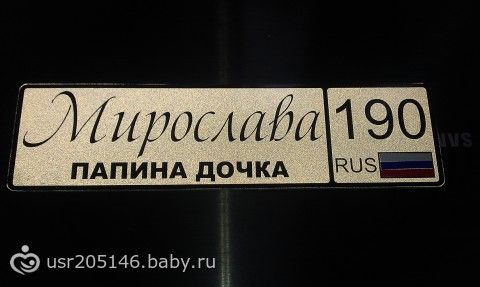 Мирослава
ПАПИНА ДОЧКА
190
RUS
usr205146.baby.ru